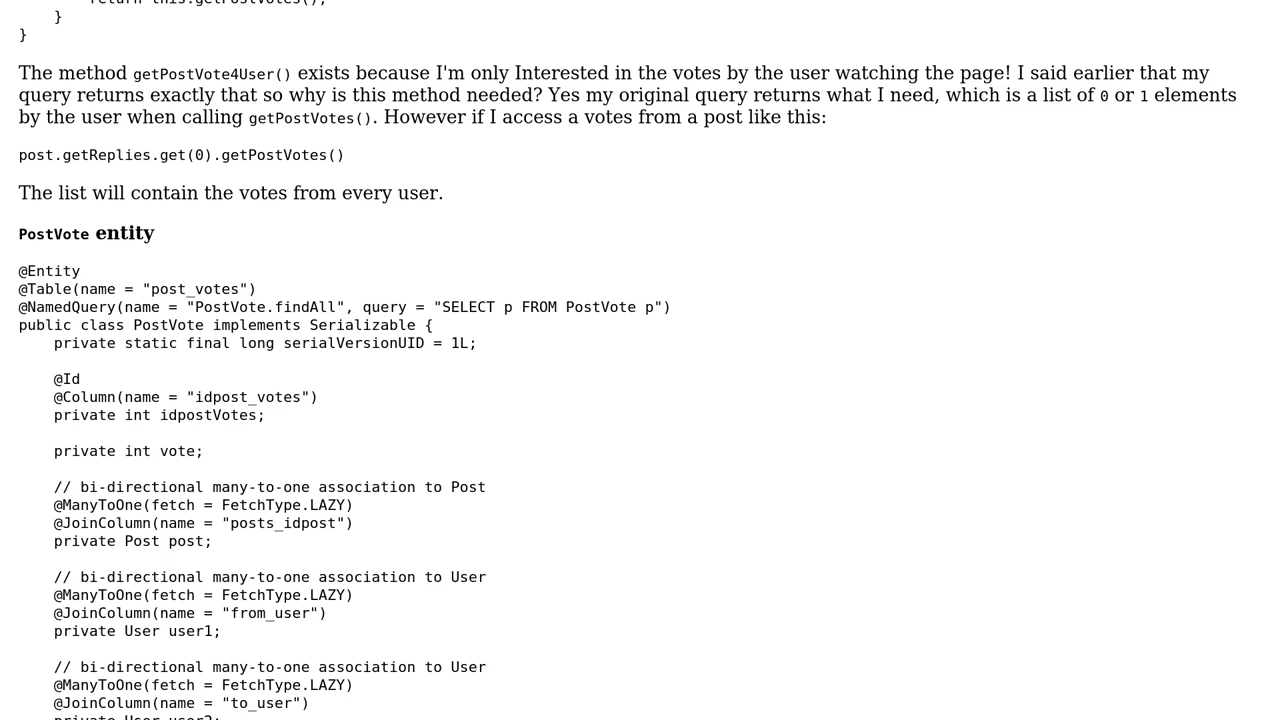 return this.getPostVotes();
    }
}
The method getPostVote4User() exists because I'm only Interested in the votes by the user watching the page! I said earlier that my
query returns exactly that so why is this method needed? Yes my original query returns what I need, which is a list of 0 or 1 elements
by the user when calling getPostVotes(). However if I access a votes from a post like this:
post.getReplies.get(0).getPostVotes()
The list will contain the votes from every user.
PostVote entity
@Entity
@Table(name = "post_votes")
@NamedQuery(name = "PostVote.findAll", query = "SELECT p FROM PostVote p")
public class PostVote implements Serializable {
    private static final long serialVersionUID = 1L;
    @Id
    @Column(name = "idpost_votes")
    private int idpostVotes;
    private int vote;
    // bi-directional many-to-one association to Post
    @ManyToOne(fetch = FetchType.LAZY)
    @JoinColumn(name = "posts_idpost")
    private Post post;
    // bi-directional many-to-one association to User
    @ManyToOne(fetch = FetchType.LAZY)
    @JoinColumn(name = "from_user")
    private User user1;
    // bi-directional many-to-one association to User
    @ManyToOne(fetch = FetchType.LAZY)
    @JoinColumn(name = "to_user")
    private User user2;